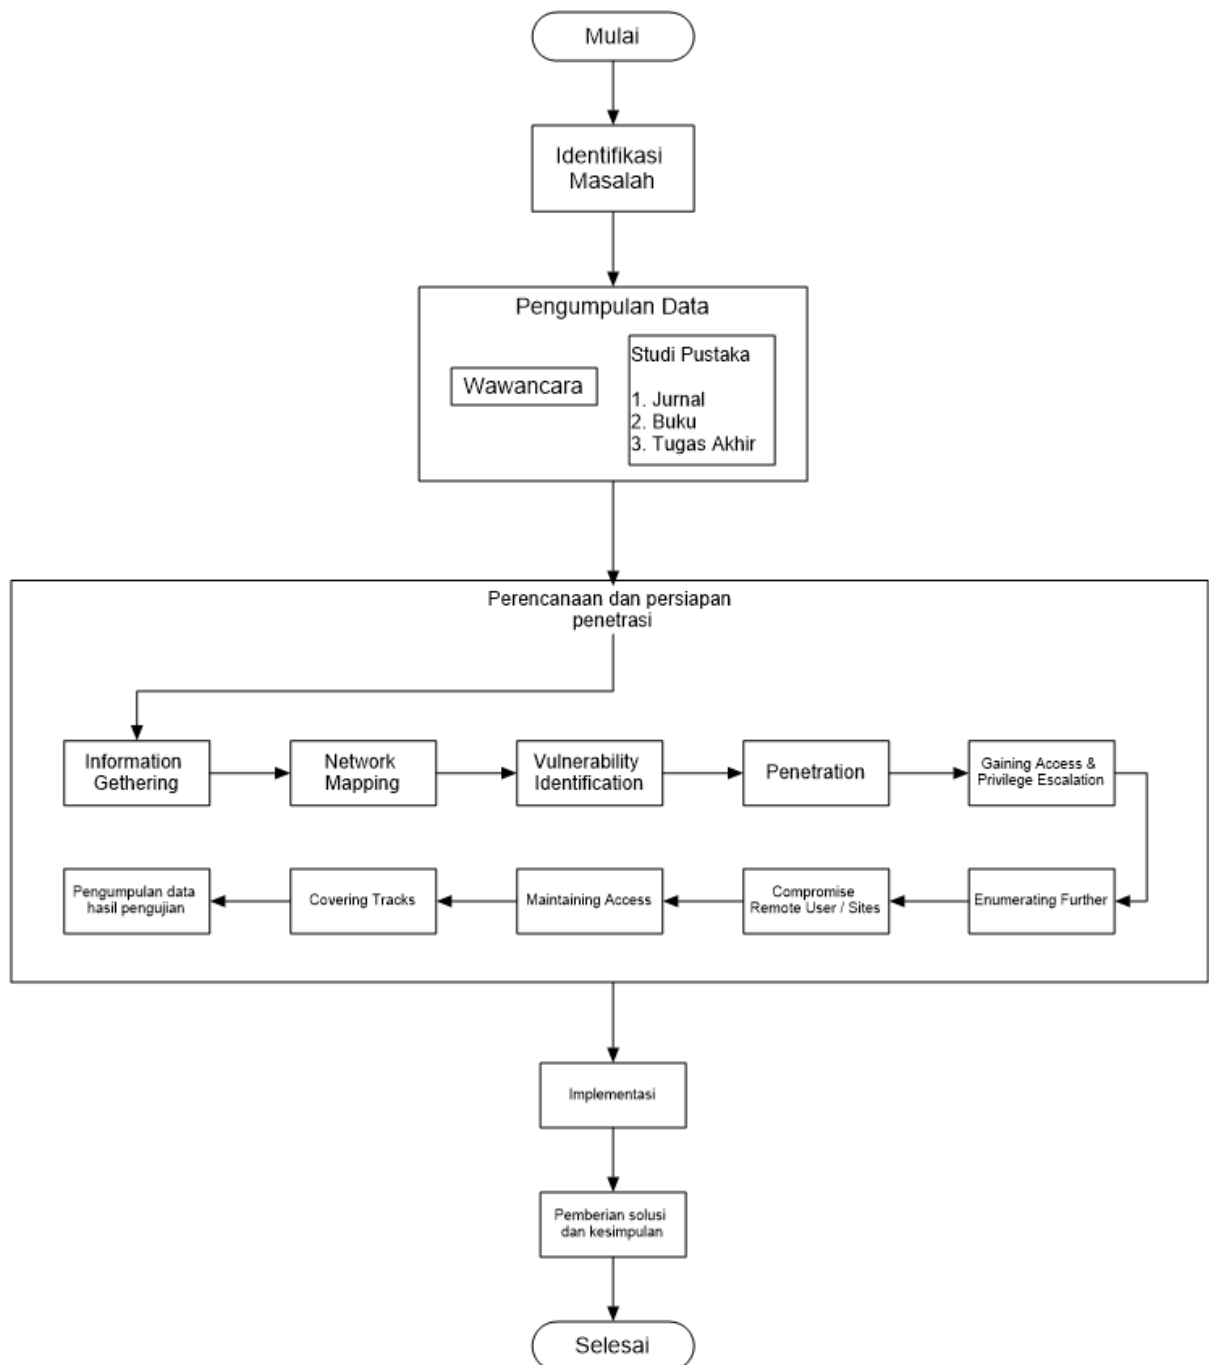 Mulai
Identifikasi
Masalah
Pengumpulan Data
Wawancara
Studi Pustaka
1. Jurnal
2. Buku
3. Tugas Akhir
Perencanaan dan persiapan
penetrasi
Information
Gethering
Network
Mapping
Vulnerability
Identification
Penetration
Gaining Access &
Privilege Escalation
Enumerating Further
Compromise
Remote User / Sites
Maintaining Access
Covering Tracks
Pengumpulan data
hasil pengujian
Implementasi
Pemberian solusi
dan kesimpulan
Selesai